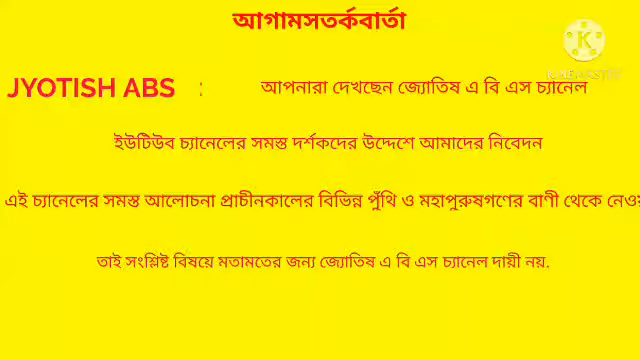 আগামসতর্কবার্তা
KINEMASTER
JYOTISH ABS : আপনারা দেখছেন জ্যোতিষ এ বি এস চ্যানেল
ইউটিউব চ্যানেলের সমস্ত দর্শকদের উদ্দেশে আমাদের নিবেদন
এই চ্যানেলের সমস্ত আলোচনা প্রাচীনকালের বিভিন্ন পুঁথি ও মহাপুরুষগণের বাণী থেকে
তাই সংশ্লিষ্ট বিষয়ে মতামতের জন্য জ্যোতিষ এ বি এস চ্যানেল দায়ী নয়.